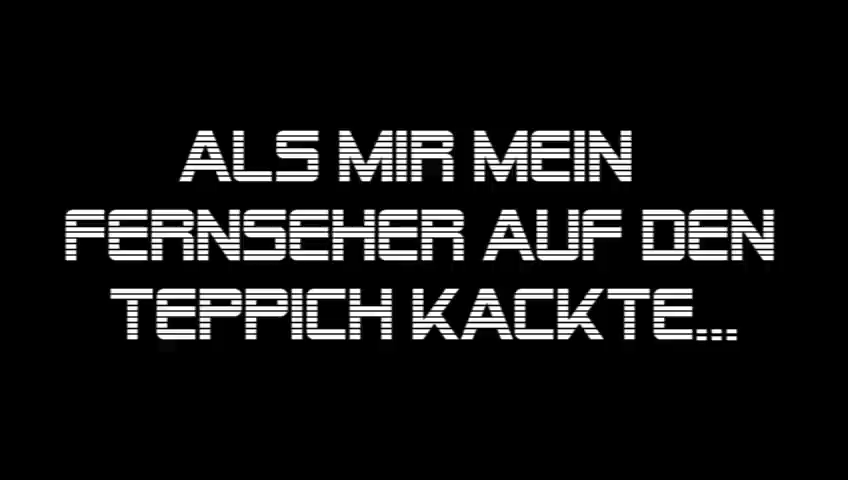 ALS MIR MEIN
FERNSEHER AUF DEN
TEPPICH KACKTE...